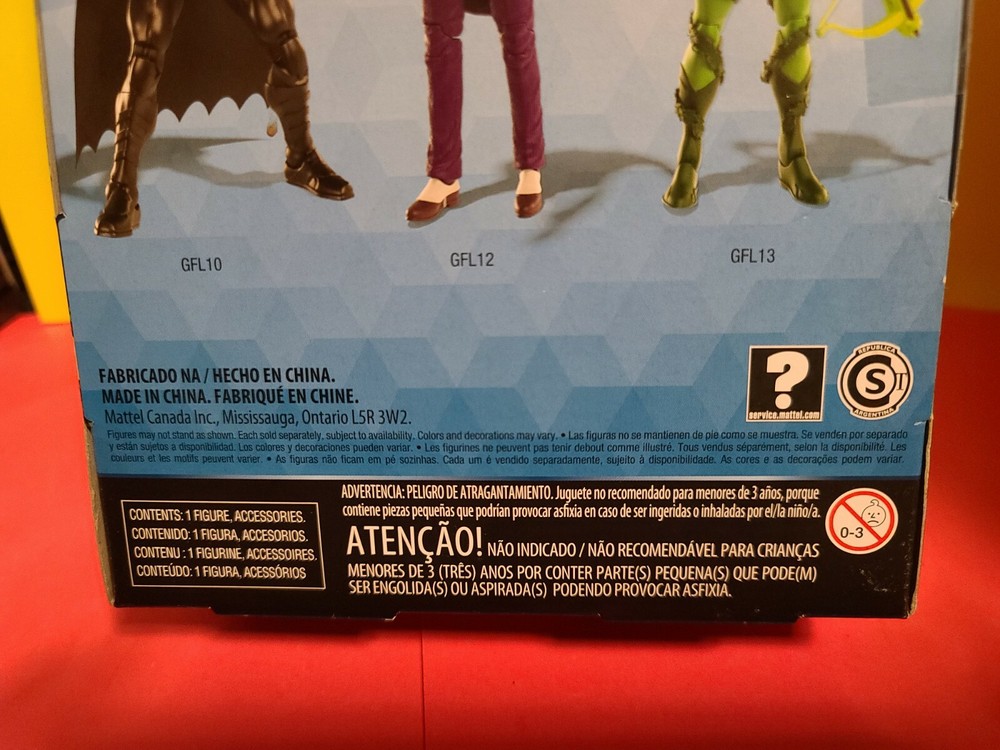 GFL10
GFL12
GFL13
FABRICADO NA / HECHO EN CHINA.
MADE IN CHINA. FABRIQUÉ EN CHINE.
Mattel Canada Inc., Mississauga, Ontario L5R 3W2.
?
service.mattel.com
REPUBLICA
S II
ARGENTINA
Figures may not stand as shown. Each sold separately, subject to availability. Colors and decorations may vary. • Las figuras no se mantienen de pie como se muestra. Se venden por separado
y están sujetos a disponibilidad. Los colores y decoraciones pueden variar. • Les figurines ne peuvent pas tenir debout comme illustré. Tous vendus séparément, selon la disponibilité. Les
couleurs et les motifs peuvent varier. • As figuras não ficam em pé sozinhas. Cada um é vendido separadamente, sujeito à disponibilidade. As cores e as decorações podem variar.
CONTENTS: 1 FIGURE, ACCESSORIES.
CONTENIDO: 1 FIGURA, ACCESORIOS.
CONTENU : 1 FIGURINE, ACCESSOIRES.
CONTEÚDO: 1 FIGURA, ACESSÓRIOS
ADVERTENCIA: PELIGRO DE ATRAGANTAMIENTO. Juguete no recomendado para menores de 3 años, porque
contiene piezas pequeñas que podrían provocar asfixia en caso de ser ingeridas o inhaladas por el/la niño/a.
ATENÇÃO! NÃO INDICADO / NÃO RECOMENDÁVEL PARA CRIANÇAS
MENORES DE 3 (TRÊS) ANOS POR CONTER PARTE(S) PEQUENA(S) QUE PODE(M)
SER ENGOLIDA(S) OU ASPIRADA(S) PODENDO PROVOCAR ASFIXIA.
0-3